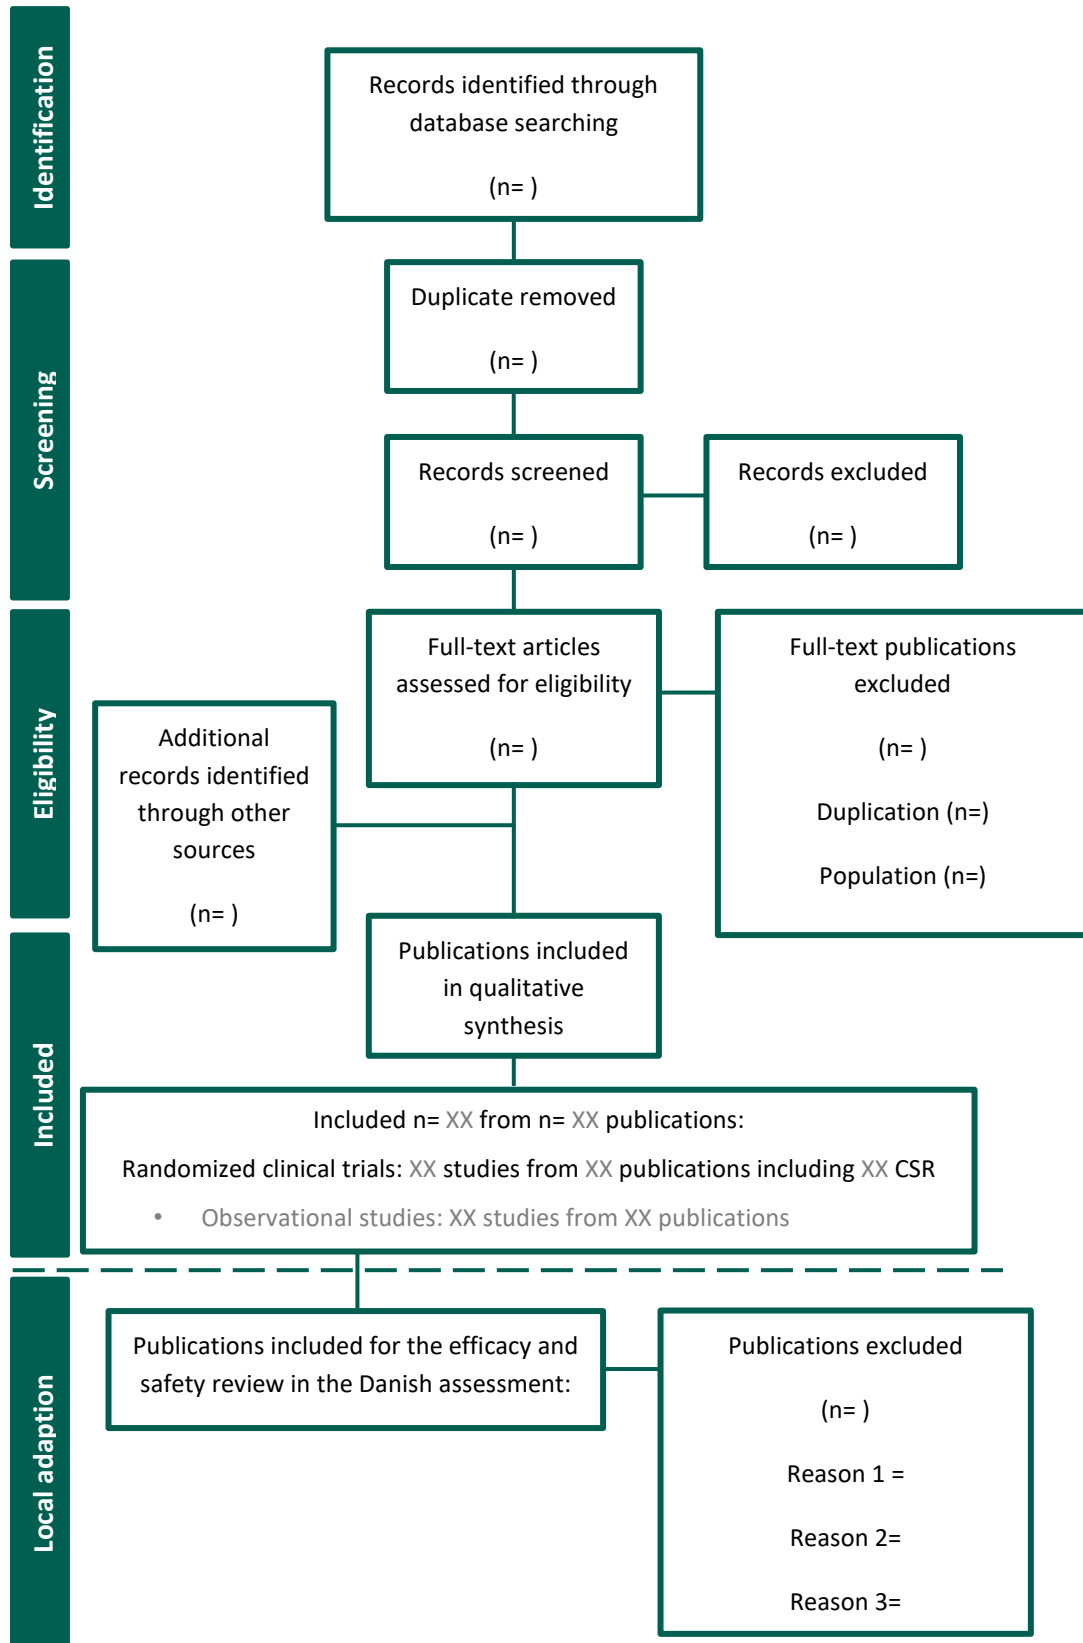 Identification
Records identified through
database searching
(n= )
Screening
Duplicate removed
(n= )
Records screened
(n= )
Records excluded
(n= )
Eligibility
Full-text articles
assessed for eligibility
(n= )
Full-text publications
excluded
(n= )
Duplication (n=)
Population (n=)
Additional
records identified
through other
sources
(n= )
Included
Publications included
in qualitative
synthesis
Included n= XX from n= XX publications:
Randomized clinical trials: XX studies from XX publications including XX CSR
• Observational studies: XX studies from XX publications
Local adaption
Publications included for the efficacy and
safety review in the Danish assessment:
Publications excluded
(n= )
Reason 1 =
Reason 2=
Reason 3=